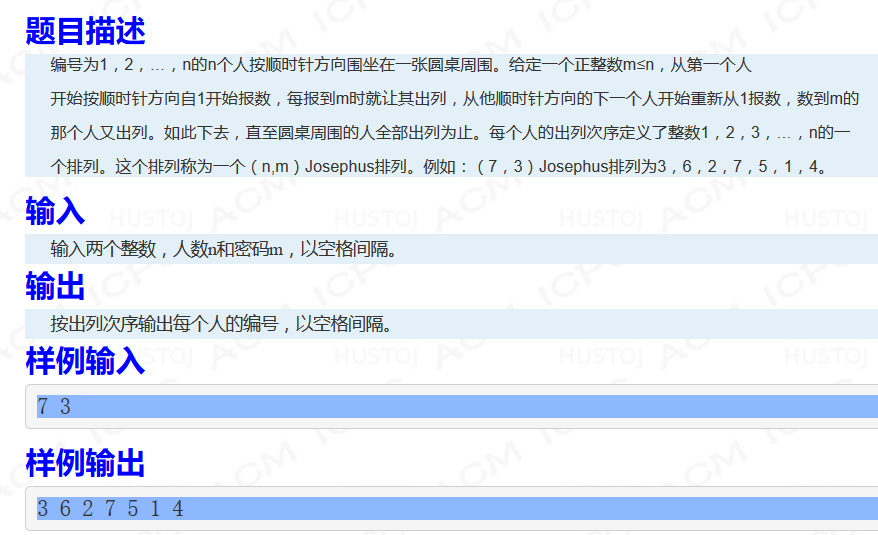 题目描述
编号为1，2，…，n的n个人按顺时针方向围坐在一张圆桌周围。给定一个正整数m≤n，从第一个人
开始按顺时针方向自1开始报数，每报到m时就让其出列，从他顺时针方向的下一个人开始重新从1报数，数到m的
那个人又出列。如此下去，直至圆桌周围的人全部出列为止。每个人的出列次序定义了整数1，2，3，…，n的一
个排列。这个排列称为一个（n,m）Josephus排列。例如：（7，3）Josephus排列为3，6，2，7，5，1，4。
输入
输入两个整数，人数n和密码m，以空格间隔。
输出
按出列次序输出每个人的编号，以空格间隔。
样例输入
7 3
样例输出
3 6 2 7 5 1 4
HUSTOJ
ACM
ICPC